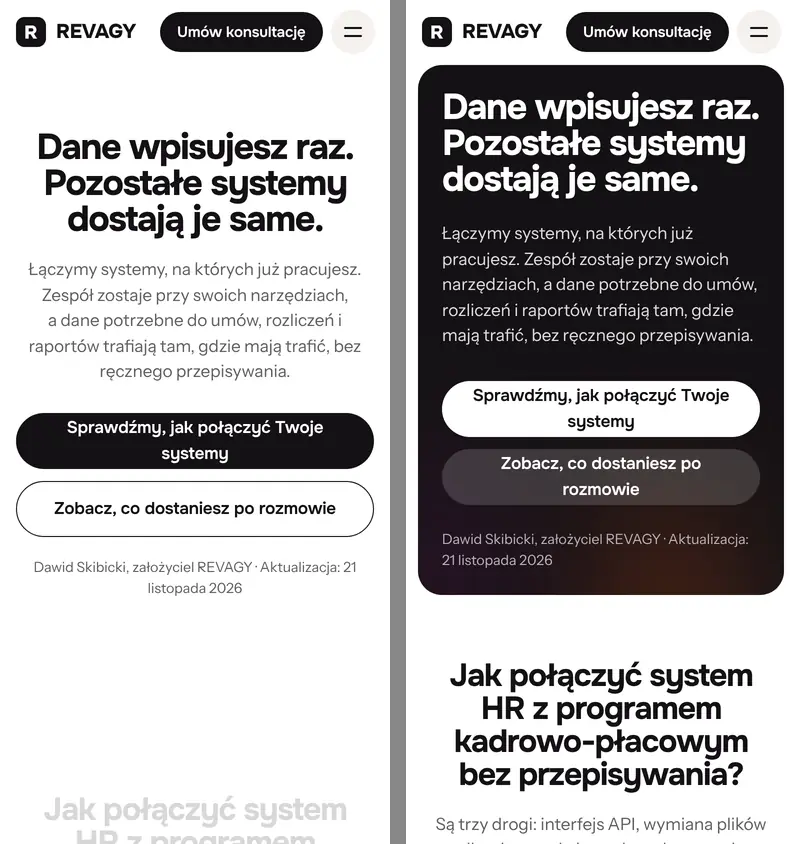 R REVAGY Umów konsultację
Dane wpisujesz raz.
Pozostałe systemy
dostają je same.
Łączymy systemy, na których już pracujesz.
Zespół zostaje przy swoich narzędziach,
a dane potrzebne do umów, rozliczeń i
raportów trafiają tam, gdzie mają trafić, bez
ręcznego przepisywania.
Sprawdźmy, jak połączyć Twoje
systemy
Zobacz, co dostaniesz po rozmowie
Dawid Skibicki, założyciel REVAGY · Aktualizacja: 21
listopada 2026
Jak połączyć system
HR z programem
R REVAGY Umów konsultację
Dane wpisujesz raz.
Pozostałe systemy
dostają je same.
Łączymy systemy, na których już
pracujesz. Zespół zostaje przy swoich
narzędziach, a dane potrzebne do umów,
rozliczeń i raportów trafiają tam, gdzie
mają trafić, bez ręcznego przepisywania.
Sprawdźmy, jak połączyć Twoje
systemy
Zobacz, co dostaniesz po
rozmowie
Dawid Skibicki, założyciel REVAGY · Aktualizacja:
21 listopada 2026
Jak połączyć system
HR z programem
kadrowo-płacowym
bez przepisywania?
Są trzy drogi: interfejs API, wymiana plików